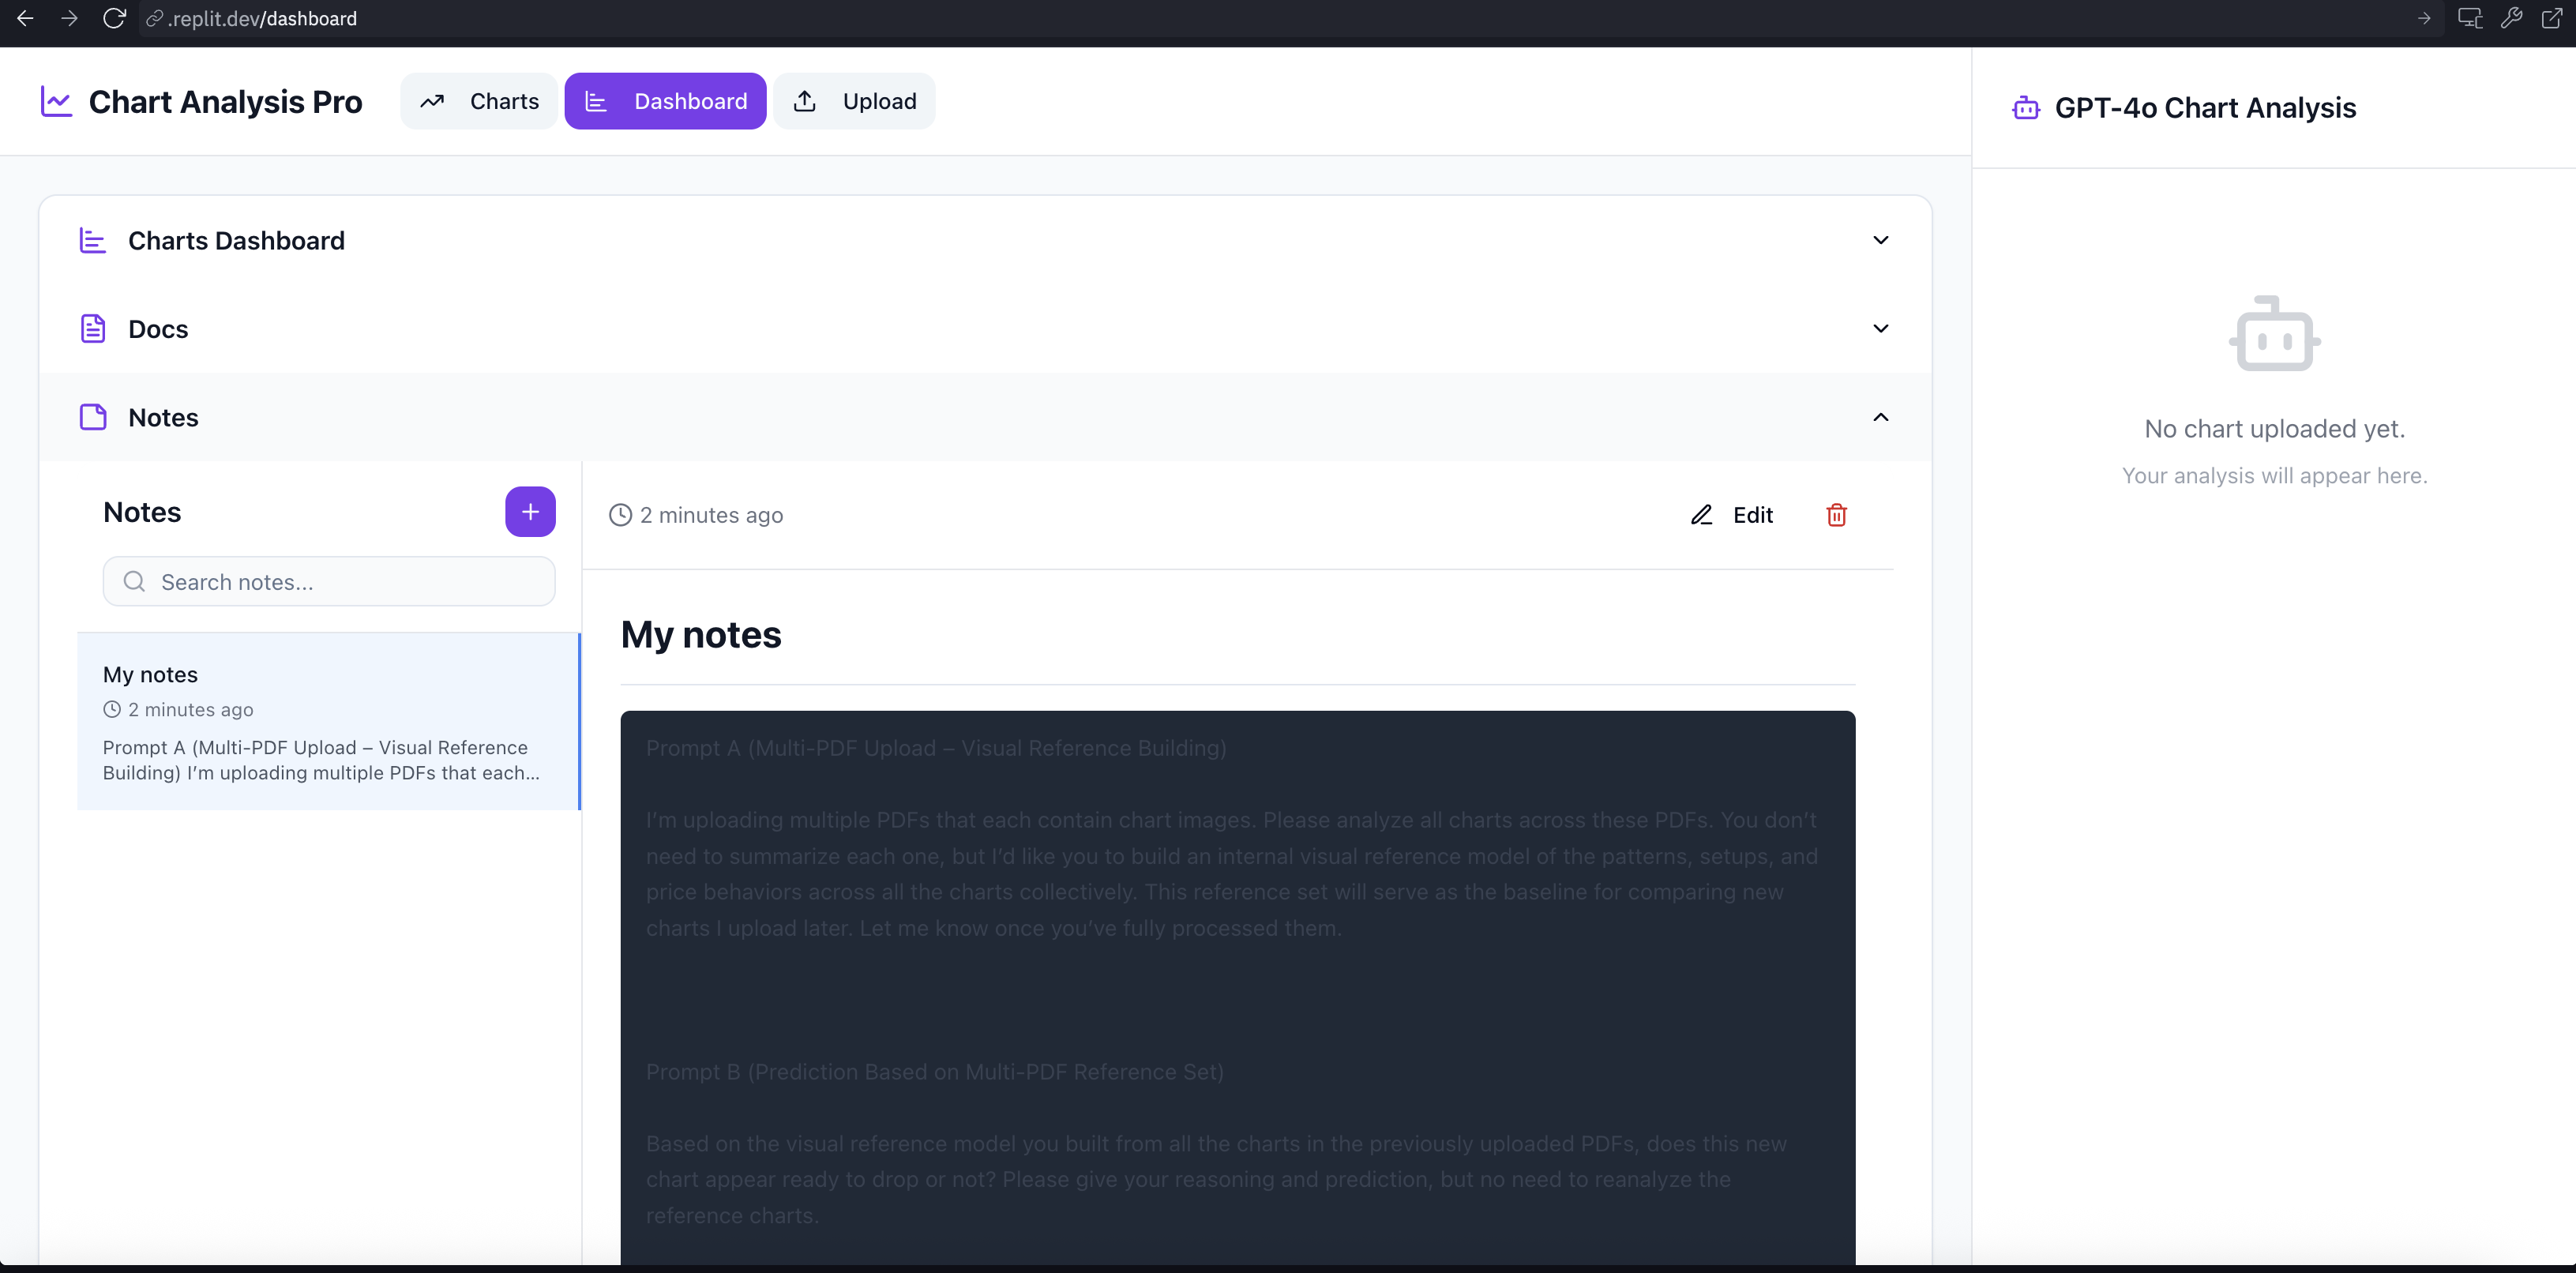 .replit.dev/dashboard
Chart Analysis Pro
Charts
Dashboard
Upload
GPT-4o Chart Analysis
Charts Dashboard
Docs
Notes
Notes
Search notes...
My notes
2 minutes ago
Prompt A (Multi-PDF Upload – Visual Reference
Building) I’m uploading multiple PDFs that each...
2 minutes ago
Edit
My notes
Prompt A (Multi-PDF Upload – Visual Reference Building)
I’m uploading multiple PDFs that each contain chart images. Please analyze all charts across these PDFs. You don’t
need to summarize each one, but I’d like you to build an internal visual reference model of the patterns, setups, and
price behaviors across all the charts collectively. This reference set will serve as the baseline for comparing new
charts I upload later. Let me know once you’ve fully processed them.
Prompt B (Prediction Based on Multi-PDF Reference Set)
Based on the visual reference model you built from all the charts in the previously uploaded PDFs, does this new
chart appear ready to drop or not? Please give your reasoning and prediction, but no need to reanalyze the
reference charts.
No chart uploaded yet.
Your analysis will appear here.